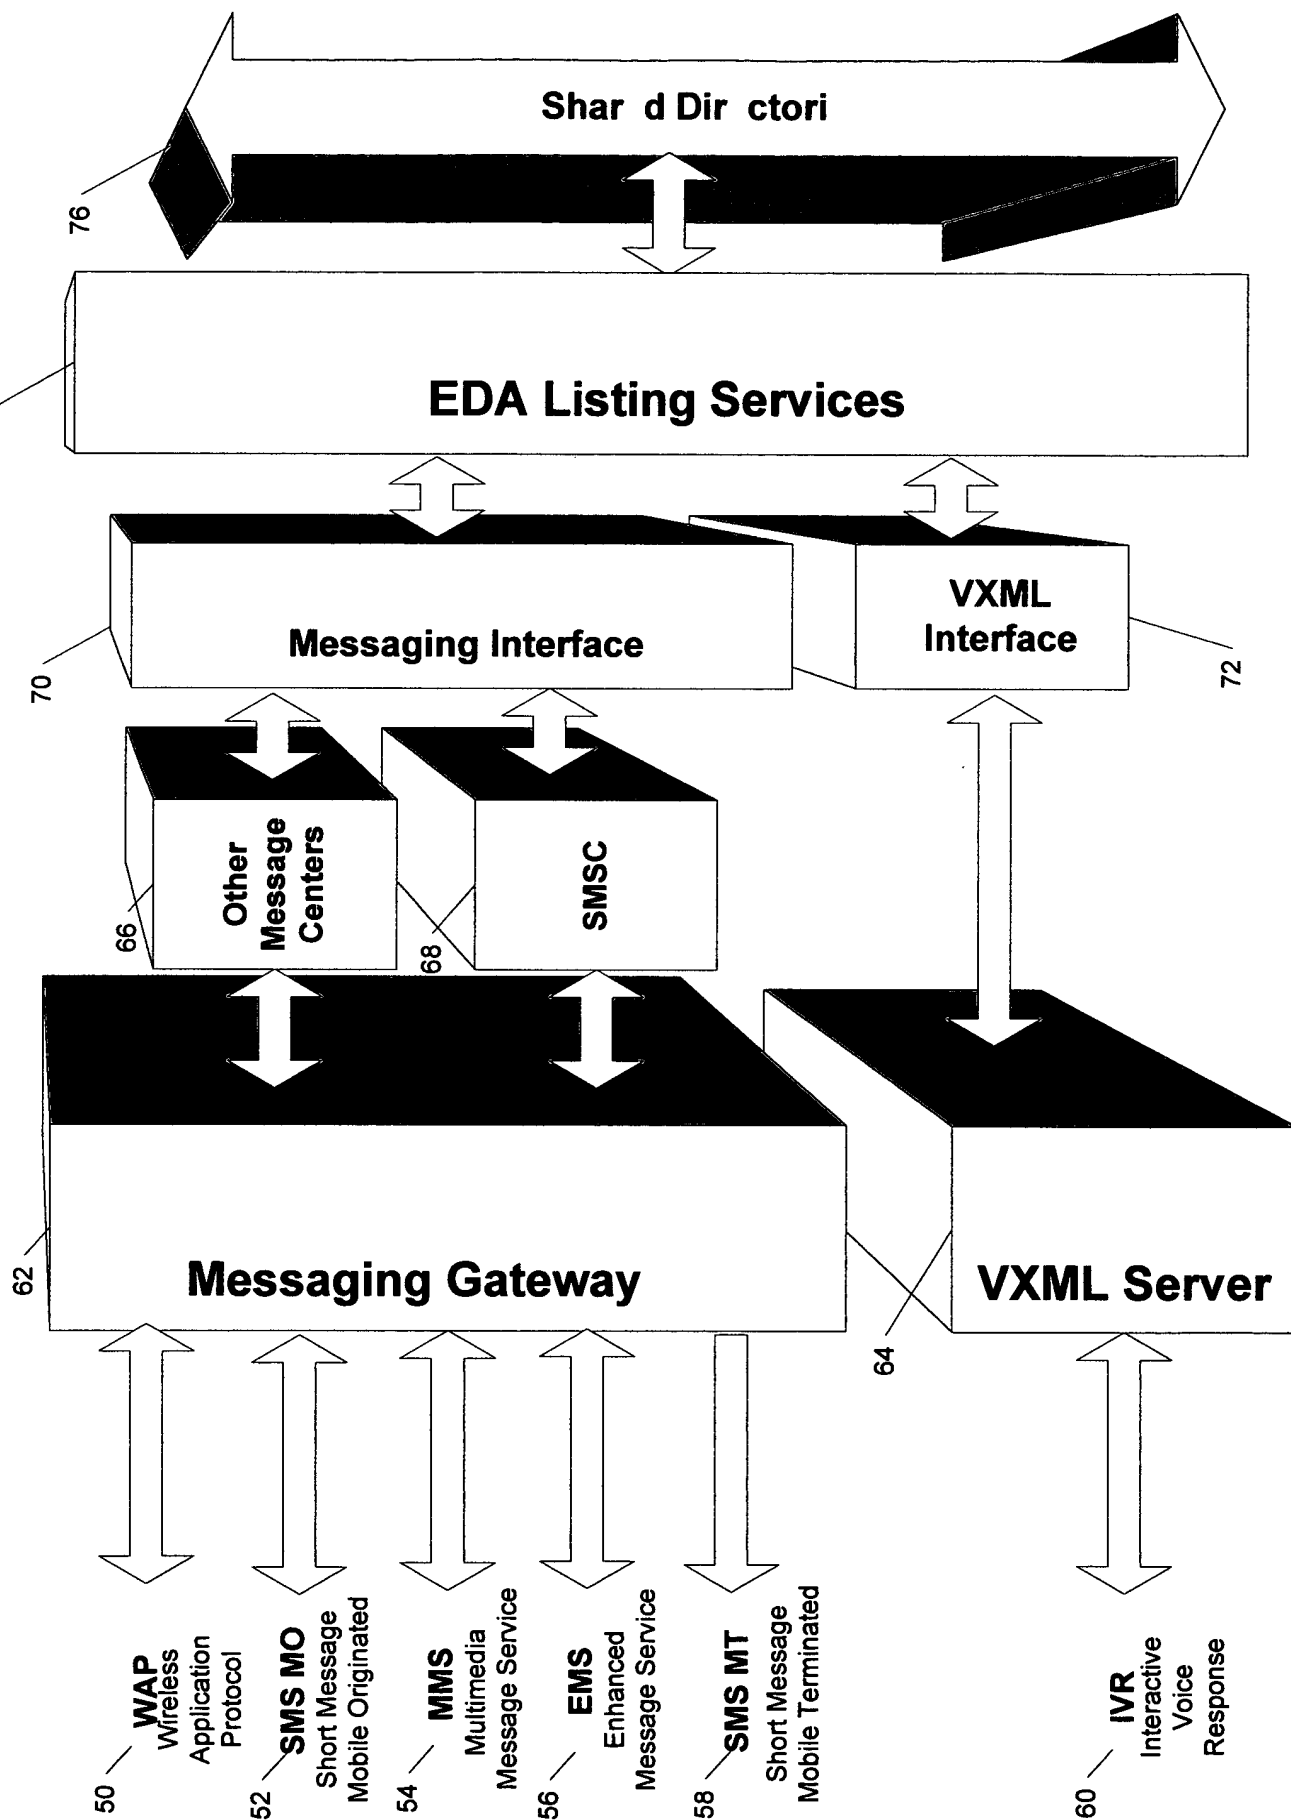 Shar d Dir ctori
76
EDA Listing Services
Messaging Interface
VXML
Interface
70
72
Other
Message
Centers
SMSC
66
68
Messaging Gateway
VXML Server
62
64
WAP
Wireless
Application
Protocol
50
SMS MO
Short Message
Mobile Originated
52
MMS
Multimedia
Message Service
54
EMS
Enhanced
Message Service
56
SMS MT
Short Message
Mobile Terminated
58
IVR
Interactive
Voice
Response
60